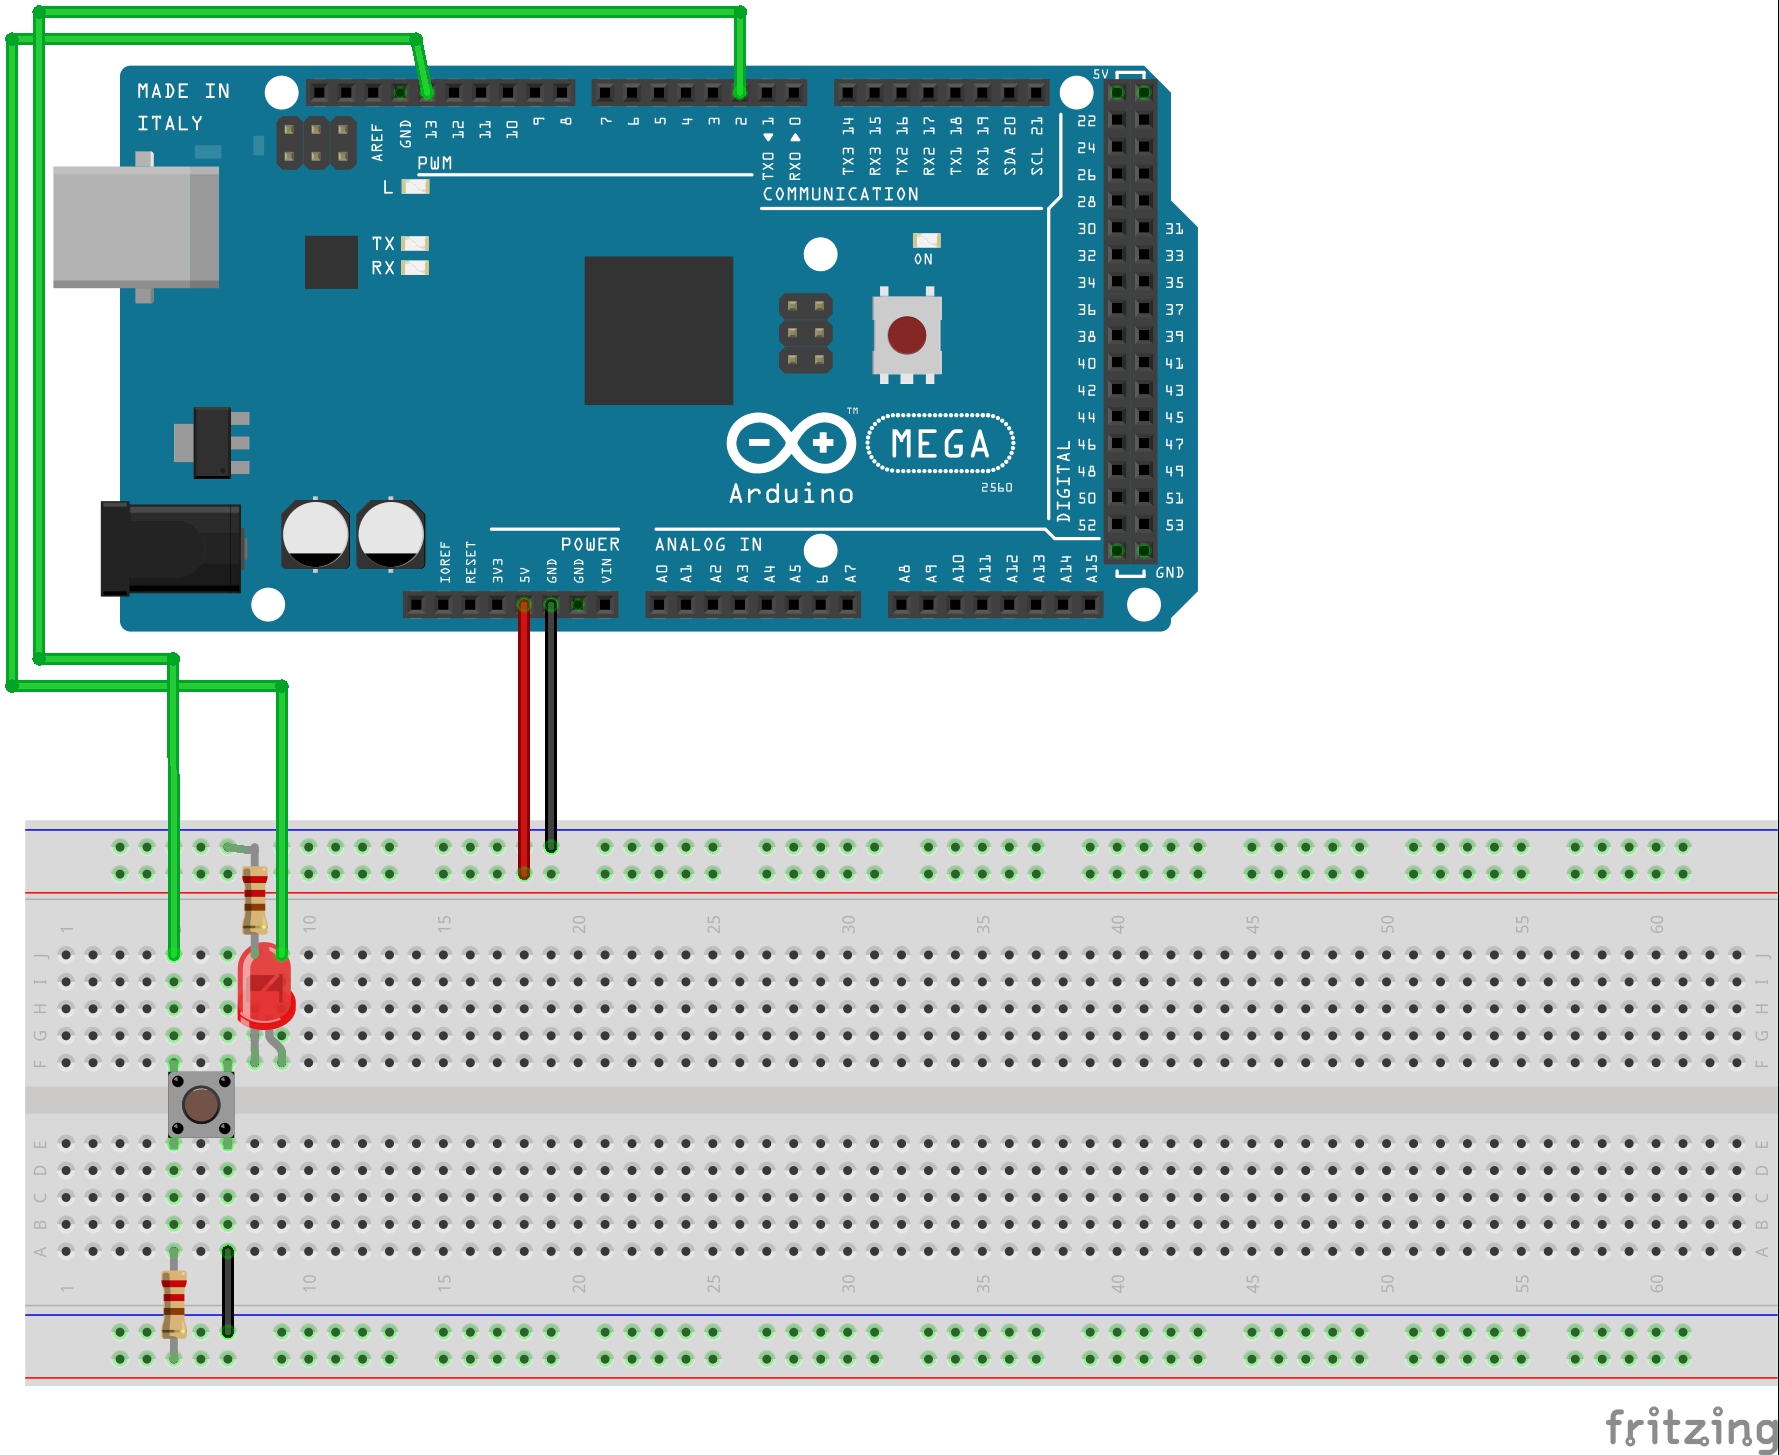 MADE IN
ITALY
AREF GND 13 12 11 10 9 8 7 6 5 4 3 2 1 0
TX0 RX0
TX3 14 RX3 15 TX2 16 RX2 17 TX1 18 RX1 19 SDA 20 SCL 21
5V
PWM
COMMUNICATION
L
TX
RX
ON
22
24
26
28
30 31
32 33
34 35
36 37
38 39
40 41
42 43
44 45
46 47
48 49
50 51
52 53
GND
DIGITAL
TM
MEGA
Arduino
2560
POWER
ANALOG IN
IOREF RESET 3V3 5V GND GND VIN
A0 A1 A2 A3 A4 A5 6 A7
A8 A9 A10 A11 A12 A13 A14 A15
1 10 15 20 25 30 35 40 45 50 55 60
J J
I I
H H
G G
F F
E E
D D
C C
B B
A A
1 10 15 20 25 30 35 40 45 50 55 60
fritzing